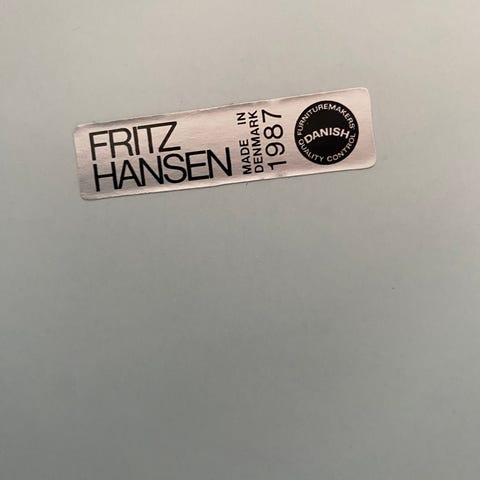 FRITZ
HANSEN
MADE IN
DENMARK
1987
FURNITUREMAKERS
DANISH
QUALITY CONTROL